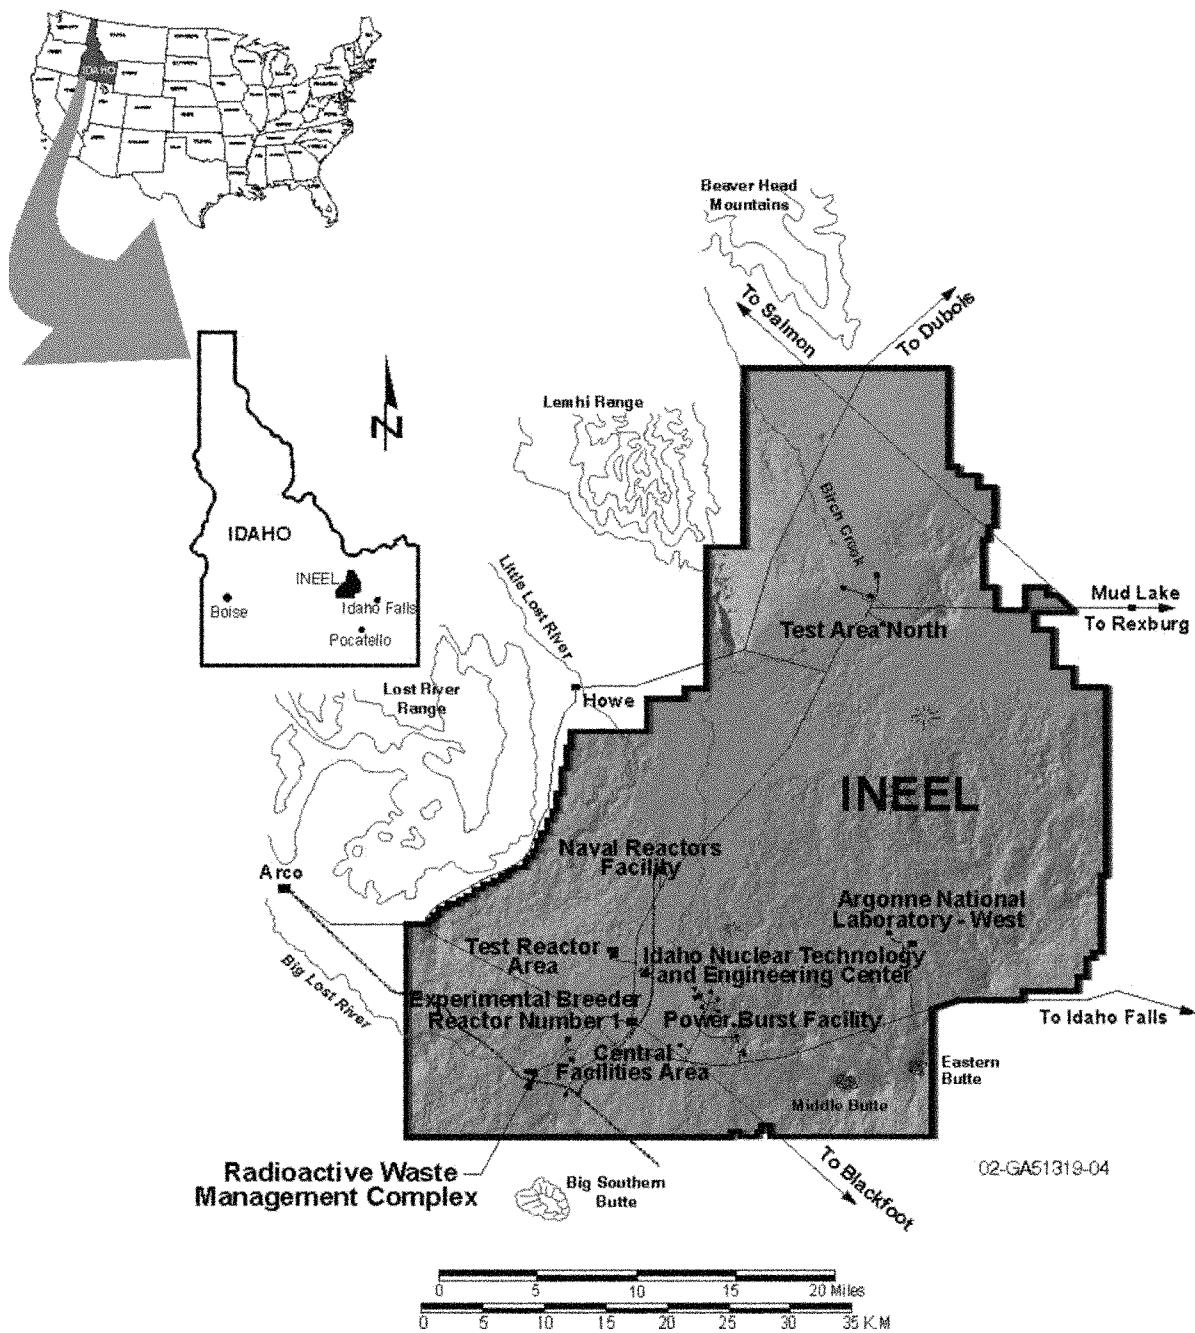 IDAHO
Beaver Head
Mountains
To Salmon
To Dubois
N
Lemhi Range
Birch Creek
IDAHO
INEEL
Boise
Idaho Falls
Pocatello
Little Lost River
Mud Lake
To Rexburg
Test Area North
Lost River
Range
Howe
INEEL
Naval Reactors
Facility
Arco
Argonne National
Laboratory - West
Test Reactor
Area
Idaho Nuclear Technology
and Engineering Center
Big Lost River
Experimental Breeder
Reactor Number 1
Power Burst Facility
To Idaho Falls
Central
Facilities Area
Eastern
Butte
Middle Butte
Radioactive Waste
Management Complex
Big Southern
Butte
To Blackfoot
02-GA51319-04
0 5 10 15 20 Miles
0 5 10 15 20 25 30 35 K.M